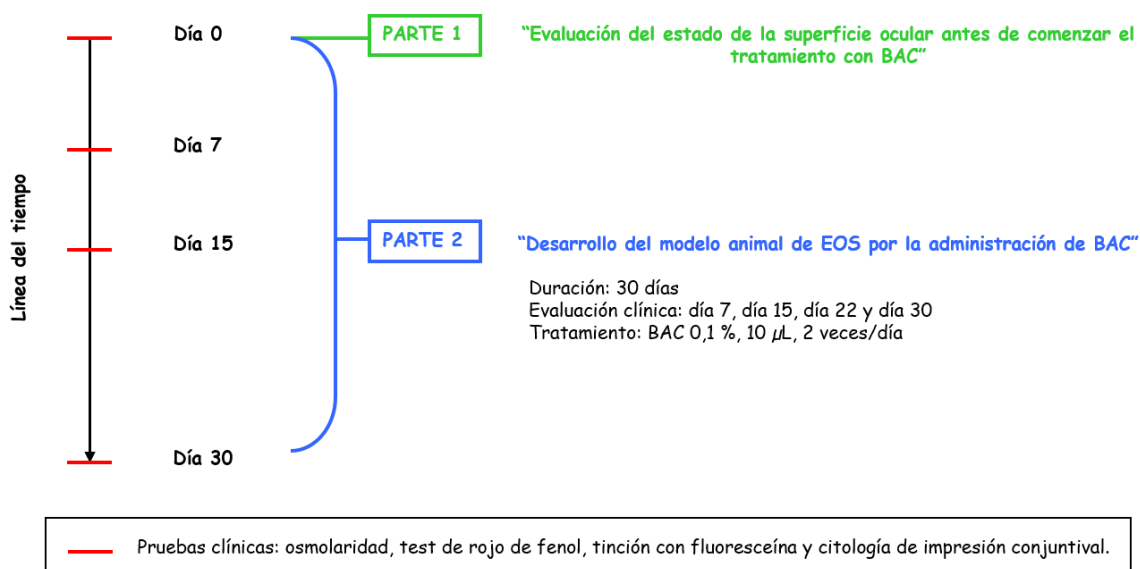 Día 0
PARTE 1
“Evaluación del estado de la superficie ocular antes de comenzar el
tratamiento con BAC”
Día 7
Línea del tiempo
Día 15
PARTE 2
“Desarrollo del modelo animal de EOS por la administración de BAC”
Duración: 30 días
Evaluación clínica: día 7, día 15, día 22 y día 30
Tratamiento: BAC 0,1 %, 10 µL, 2 veces/día
Día 30
Pruebas clínicas: osmolaridad, test de rojo de fenol, tinción con fluoresceína y citología de impresión conjuntival.